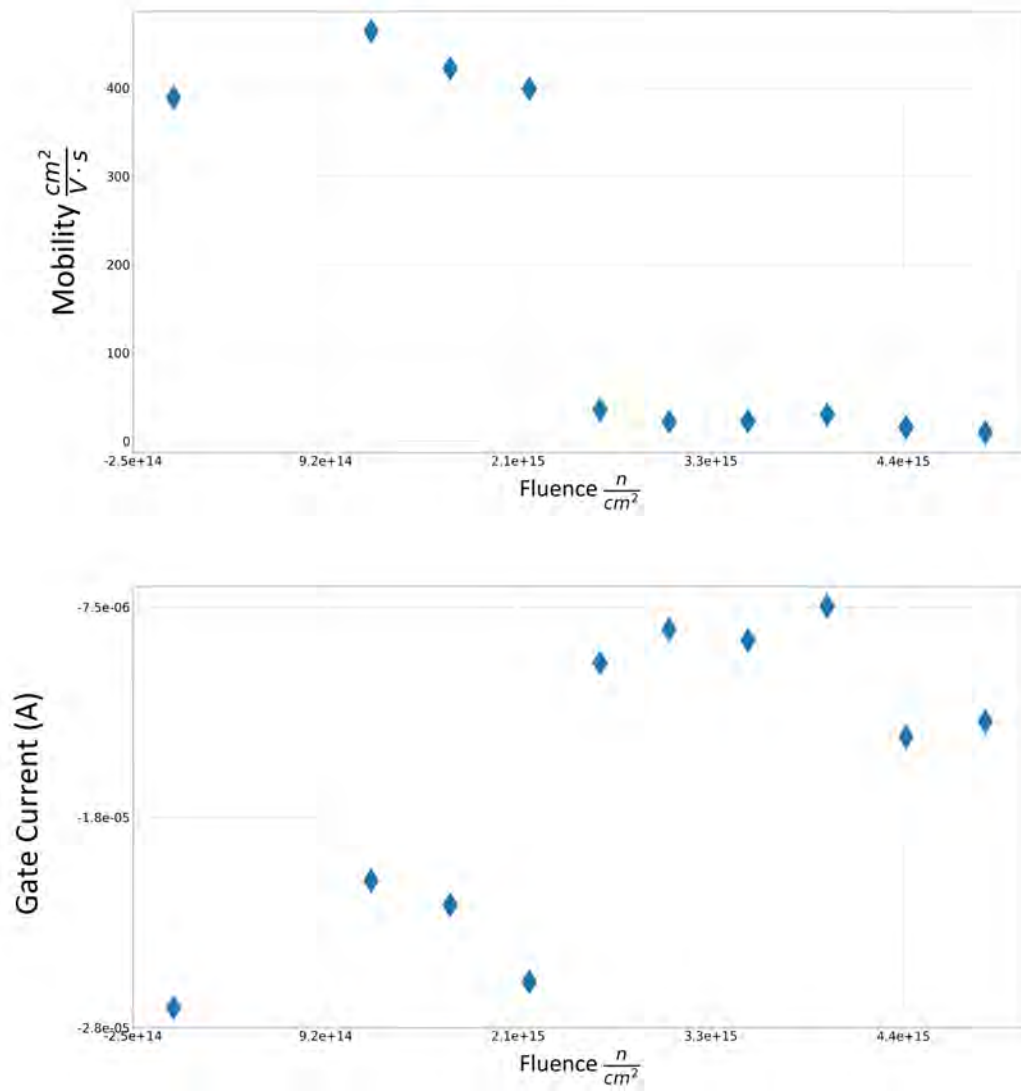 400
300
200
100
0
Mobility cm²/V · s
-2.5e+14 9.2e+14 2.1e+15 3.3e+15 4.4e+15
Fluence n/cm²
-7.5e-06
-1.8e-05
-2.8e-05
Gate Current (A)
-2.5e+14 9.2e+14 2.1e+15 3.3e+15 4.4e+15
Fluence n/cm²